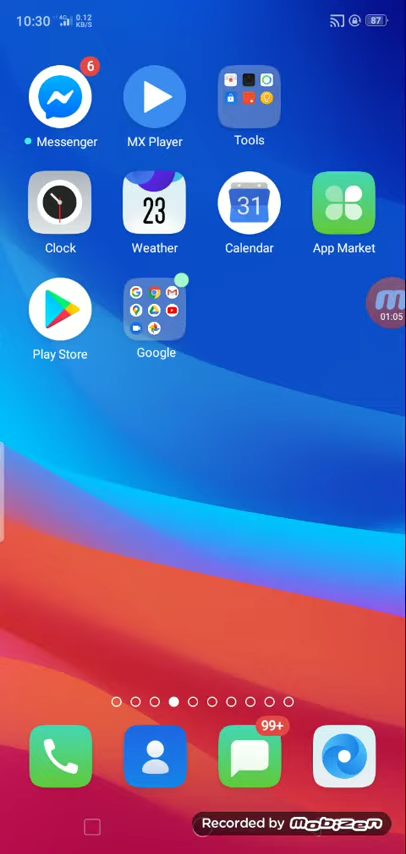 10:30 4G 0.12 KB/S 87
6
Messenger MX Player Tools
23 31
Clock Weather Calendar App Market
01:05
Play Store Google
99+
Recorded by mobizen